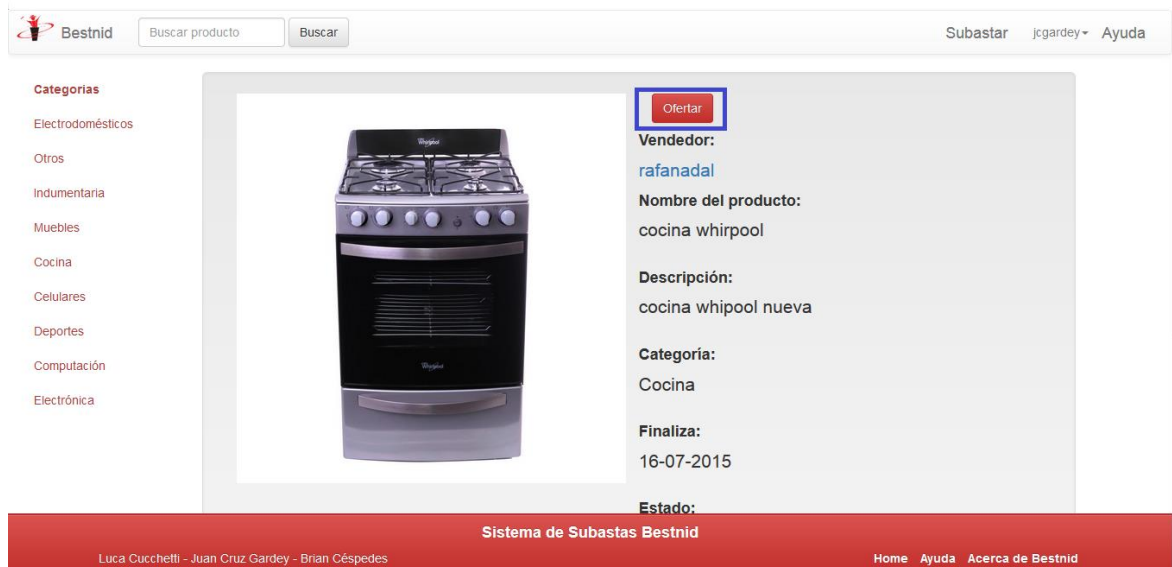 Bestnid
Buscar producto
Buscar
Subastar
jcgardey
Ayuda
Categorias
Electrodomésticos
Otros
Indumentaria
Muebles
Cocina
Celulares
Deportes
Computación
Electrónica
Whirlpool
Whirlpool
Ofertar
Vendedor:
rafanadal
Nombre del producto:
cocina whirpool
Descripción:
cocina whipool nueva
Categoría:
Cocina
Finaliza:
16-07-2015
Estado:
Sistema de Subastas Bestnid
Luca Cucchetti - Juan Cruz Gardey - Brian Céspedes
Home Ayuda Acerca de Bestnid